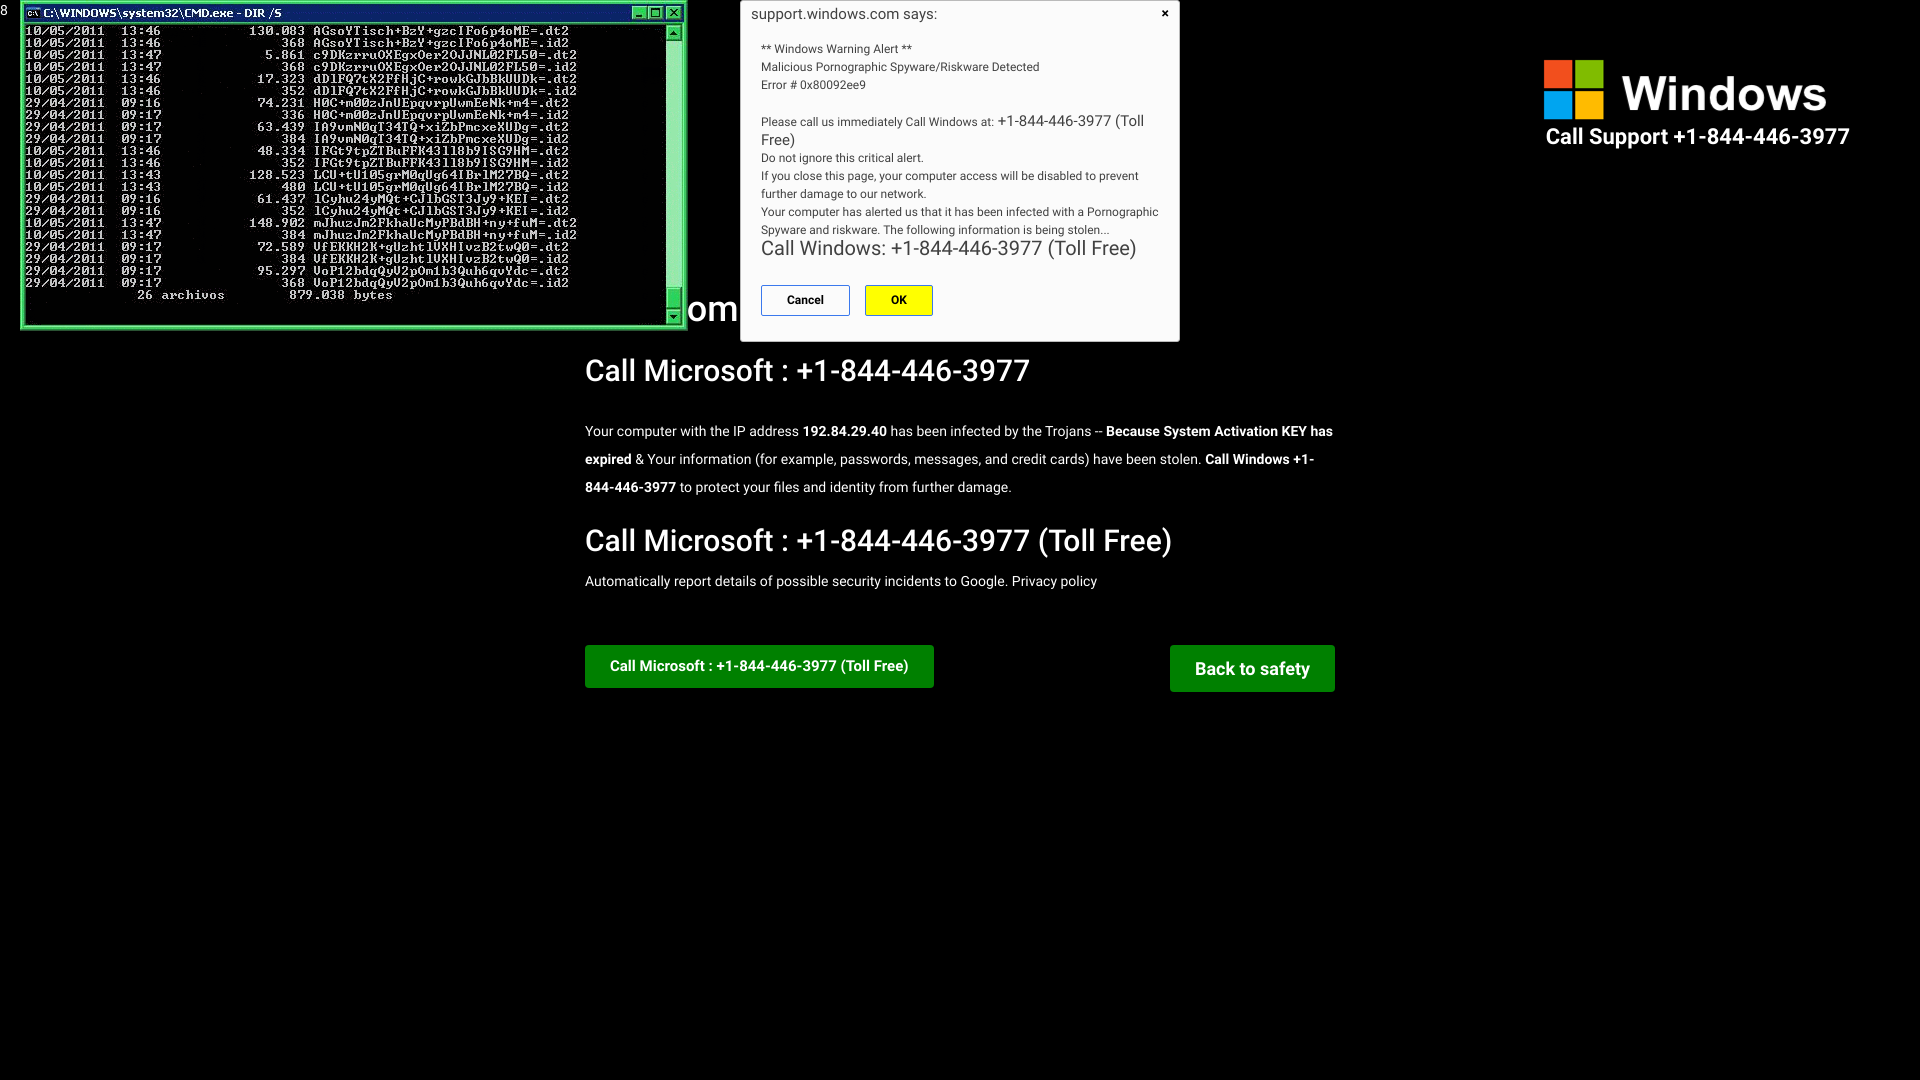 8
C:\WINDOWS\system32\CMD.exe - DIR /S
10/05/2011 13:46 130.083 AGsoYTisch+BzY+gzcIFo6p4oME=.dt2
10/05/2011 13:46 368 AGsoYTisch+BzY+gzcIFo6p4oME=.id2
10/05/2011 13:47 5.861 c9DKzrruOXEgxOer2OJJNL02FL50=.dt2
10/05/2011 13:47 368 c9DKzrruOXEgxOer2OJJNL02FL50=.id2
10/05/2011 13:46 17.323 dDlFQ7tX2FfHjC+rowkGJbBkUUDk=.dt2
10/05/2011 13:46 352 dDlFQ7tX2FfHjC+rowkGJbBkUUDk=.id2
29/04/2011 09:16 74.231 H0C+m00zJnUEpqvrpUwmEeNk+m4=.dt2
29/04/2011 09:16 336 H0C+m00zJnUEpqvrpUwmEeNk+m4=.id2
29/04/2011 09:17 63.439 IA9vmN0qT34TQ+xiZbPmcxeXUDg=.dt2
29/04/2011 09:17 384 IA9vmN0qT34TQ+xiZbPmcxeXUDg=.id2
10/05/2011 13:46 48.334 IFGt9tpZTBuFFK43ll8b9ISG9HM=.dt2
10/05/2011 13:46 352 IFGt9tpZTBuFFK43ll8b9ISG9HM=.id2
10/05/2011 13:43 128.523 LCU+tU105grM0qUg64IBrlM27BQ=.dt2
10/05/2011 13:43 480 LCU+tU105grM0qUg64IBrlM27BQ=.id2
29/04/2011 09:16 61.437 lCyhu24yMQt+CJlbGST3Jy9+KEI=.dt2
29/04/2011 09:16 352 lCyhu24yMQt+CJlbGST3Jy9+KEI=.id2
10/05/2011 13:47 148.902 mJhuzJm2FkhaUcMyPBdBH+ny+fuM=.dt2
10/05/2011 13:47 384 mJhuzJm2FkhaUcMyPBdBH+ny+fuM=.id2
29/04/2011 09:17 72.589 VfEKKH2K+gUzhtlVXHIvzB2twQ0=.dt2
29/04/2011 09:17 384 VfEKKH2K+gUzhtlVXHIvzB2twQ0=.id2
29/04/2011 09:17 95.297 VoP12bdqQyV2pOm1b3Quh6qvYdc=.dt2
29/04/2011 09:17 368 VoP12bdqQyV2pOm1b3Quh6qvYdc=.id2
26 archivos 879.038 bytes
support.windows.com says:
** Windows Warning Alert **
Malicious Pornographic Spyware/Riskware Detected
Error # 0x80092ee9
Please call us immediately Call Windows at: +1-844-446-3977 (Toll
Free)
Do not ignore this critical alert.
If you close this page, your computer access will be disabled to prevent
further damage to our network.
Your computer has alerted us that it has been infected with a Pornographic
Spyware and riskware. The following information is being stolen...
Call Windows: +1-844-446-3977 (Toll Free)
Cancel OK
Windows
Call Support +1-844-446-3977
om
Call Microsoft : +1-844-446-3977
Your computer with the IP address 192.84.29.40 has been infected by the Trojans -- Because System Activation KEY has
expired & Your information (for example, passwords, messages, and credit cards) have been stolen. Call Windows +1-
844-446-3977 to protect your files and identity from further damage.
Call Microsoft : +1-844-446-3977 (Toll Free)
Automatically report details of possible security incidents to Google. Privacy policy
Call Microsoft : +1-844-446-3977 (Toll Free) Back to safety